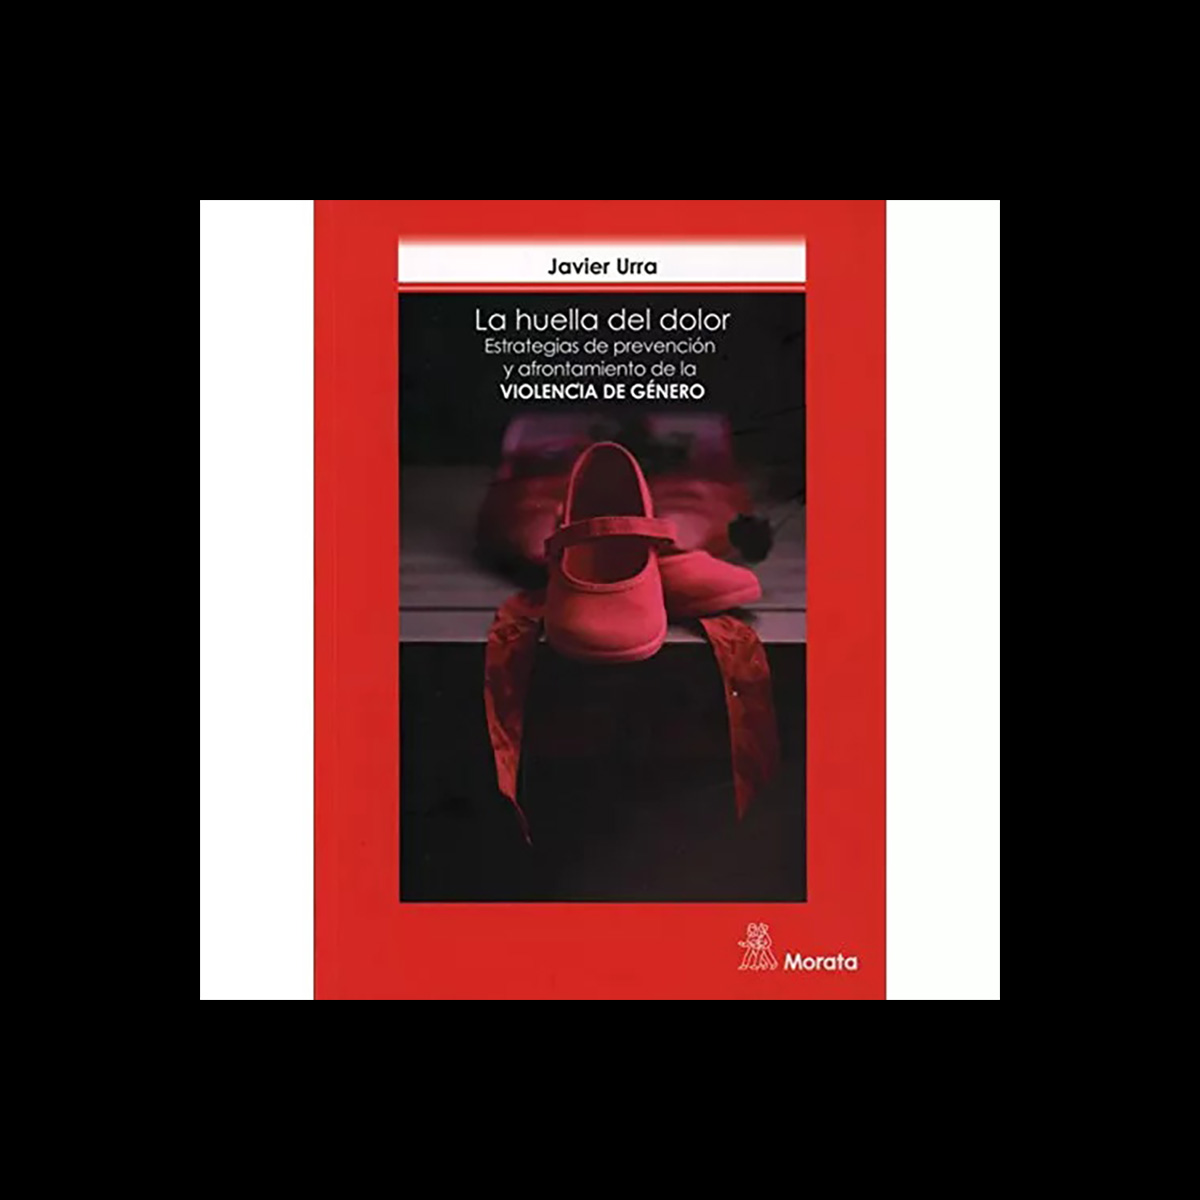 Javier Urra
La huella del dolor
Estrategias de prevención
y afrontamiento de la
VIOLENCIA DE GÉNERO
Morata